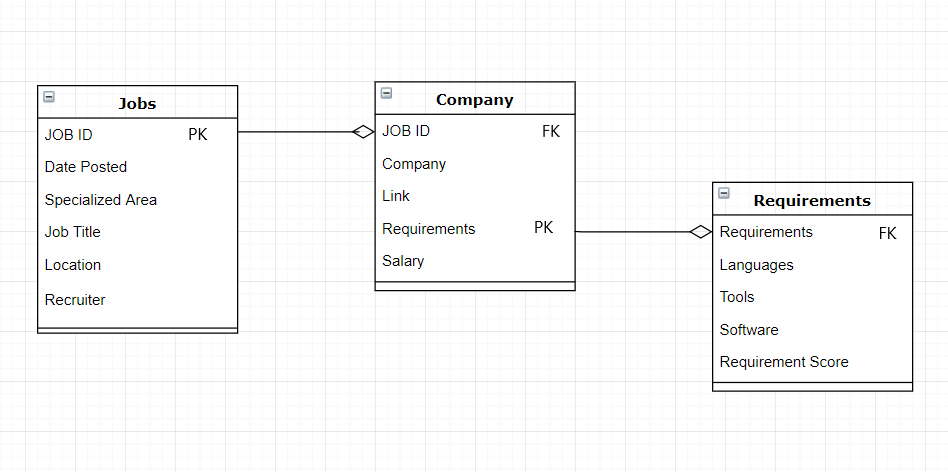 Jobs
JOB ID PK
Date Posted
Specialized Area
Job Title
Location
Recruiter
Company
JOB ID FK
Company
Link
Requirements PK
Salary
Requirements
Requirements FK
Languages
Tools
Software
Requirement Score